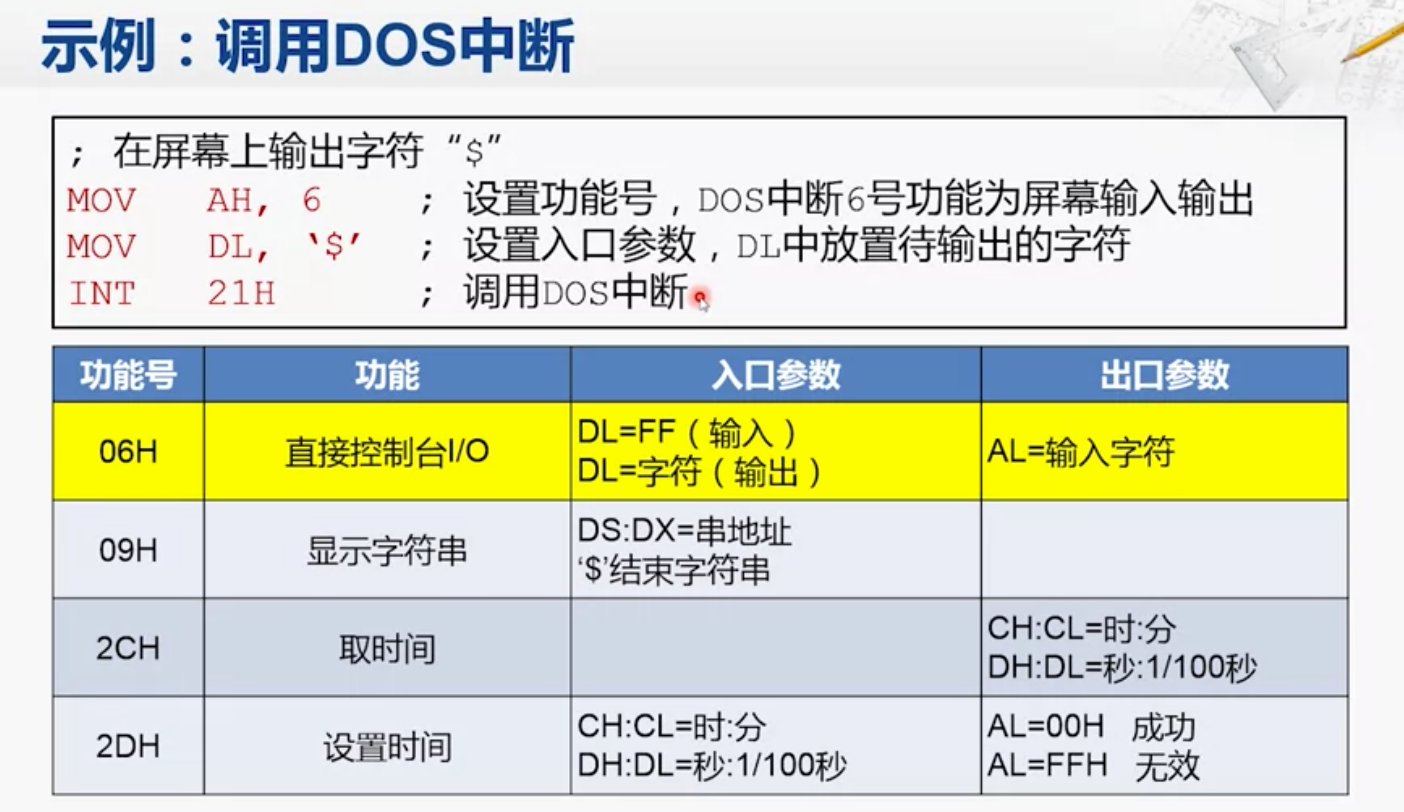 示例：调用DOS中断
; 在屏幕上输出字符“$”
MOV AH, 6 ; 设置功能号，DOS中断6号功能为屏幕输入输出
MOV DL, ‘$’ ; 设置入口参数，DL中放置待输出的字符
INT 21H ; 调用DOS中断
功能号 功能 入口参数 出口参数
06H 直接控制台I/O DL=FF（输入） DL=字符（输出） AL=输入字符
09H 显示字符串 DS:DX=串地址 ‘$’结束字符串
2CH 取时间 CH:CL=时:分 DH:DL=秒:1/100秒
2DH 设置时间 CH:CL=时:分 DH:DL=秒:1/100秒 AL=00H 成功 AL=FFH 无效